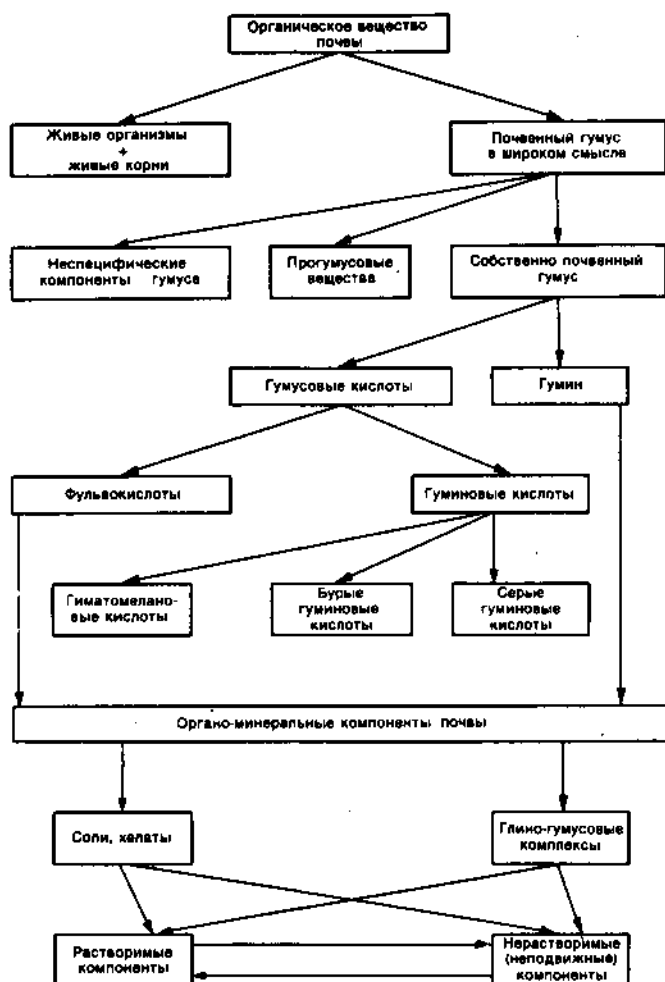 Органическое вещество
почвы
Живые организмы
+
живые корни
Почвенный гумус
в широком смысле
Неспецифические
компоненты гумуса
Прогумусовые
вещества
Собственно почвенный
гумус
Гумусовые кислоты
Гумин
Фульвокислоты
Гуминовые кислоты
Гиматомелано-
вые кислоты
Бурые
гуминовые
кислоты
Серые
гуминовые
кислоты
Органо-минеральные компоненты почвы
Соли, хелаты
Глино-гумусовые
комплексы
Растворимые
компоненты
Нерастворимые
(неподвижные)
компоненты